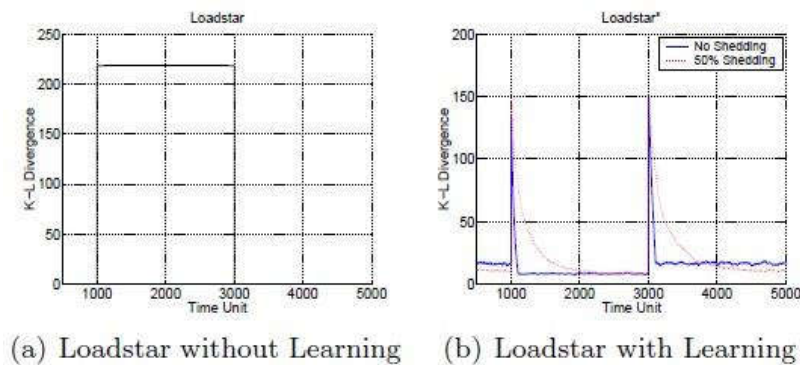 Loadstar
250
200
150
100
50
0
K-L Divergence
1000 2000 3000 4000 5000
Time Unit
(a) Loadstar without Learning
Loadstar*
No Shedding
50% Shedding
200
150
100
50
0
K-L Divergence
1000 2000 3000 4000 5000
Time Unit
(b) Loadstar with Learning